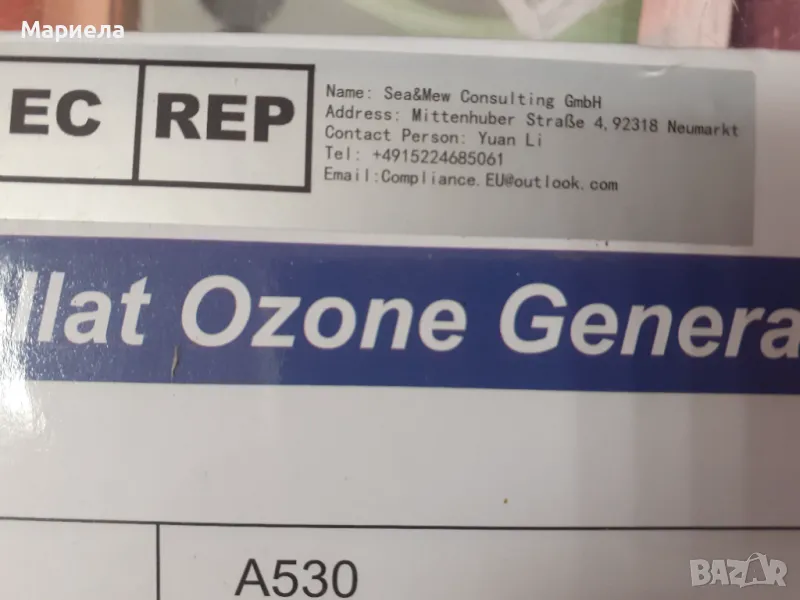 Мариела
EC REP
Name: Sea&Mew Consulting GmbH
Address: Mittenhuber Straße 4,92318 Neumarkt
Contact Person: Yuan Li
Tel: +4915224685061
Email:Compliance.EU@outlook.com
llat Ozone Genera
A530
BAZAR